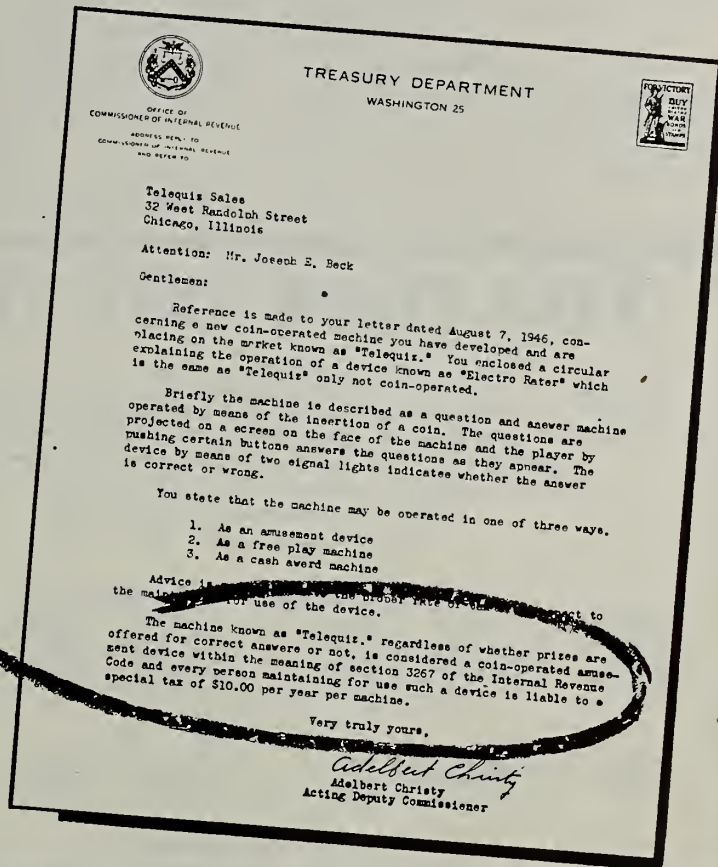 TREASURY DEPARTMENT
WASHINGTON 25
OFFICE OF
COMMISSIONER OF INTERNAL REVENUE
ADDRESS REPLY TO
COMMISSIONER OF INTERNAL REVENUE
AND REFER TO
FOR VICTORY
BUY
UNITED
STATES
WAR
BONDS
AND
STAMPS
Telequiz Sales
32 West Randolph Street
Chicago, Illinois
Attention: Mr. Joseph E. Beck
Gentlemen:
Reference is made to your letter dated August 7, 1946, con-
cerning a new coin-operated machine you have developed and are
placing on the market known as "Telequiz." You enclosed a circular
explaining the operation of a device known as "Electro Rater" which
is the same as "Telequiz" only not coin-operated.
Briefly the machine is described as a question and answer machine
operated by means of the insertion of a coin. The questions are
projected on a screen on the face of the machine and the player by
pushing certain buttons answers the questions as they appear. The
device by means of two signal lights indicates whether the answer
is correct or wrong.
You state that the machine may be operated in one of three ways.
1. As an amusement device
2. As a free play machine
3. As a cash award machine
Advice is the proper rate of to
the for use of the device.
The machine known as "Telequiz," regardless of whether prizes are
offered for correct answers or not, is considered a coin-operated amuse-
ment device within the meaning of section 3267 of the Internal Revenue
Code and every person maintaining for use such a device is liable to a
special tax of $10.00 per year per machine.
Very truly yours,
Adelbert Christy
Adelbert Christy
Acting Deputy Commissioner